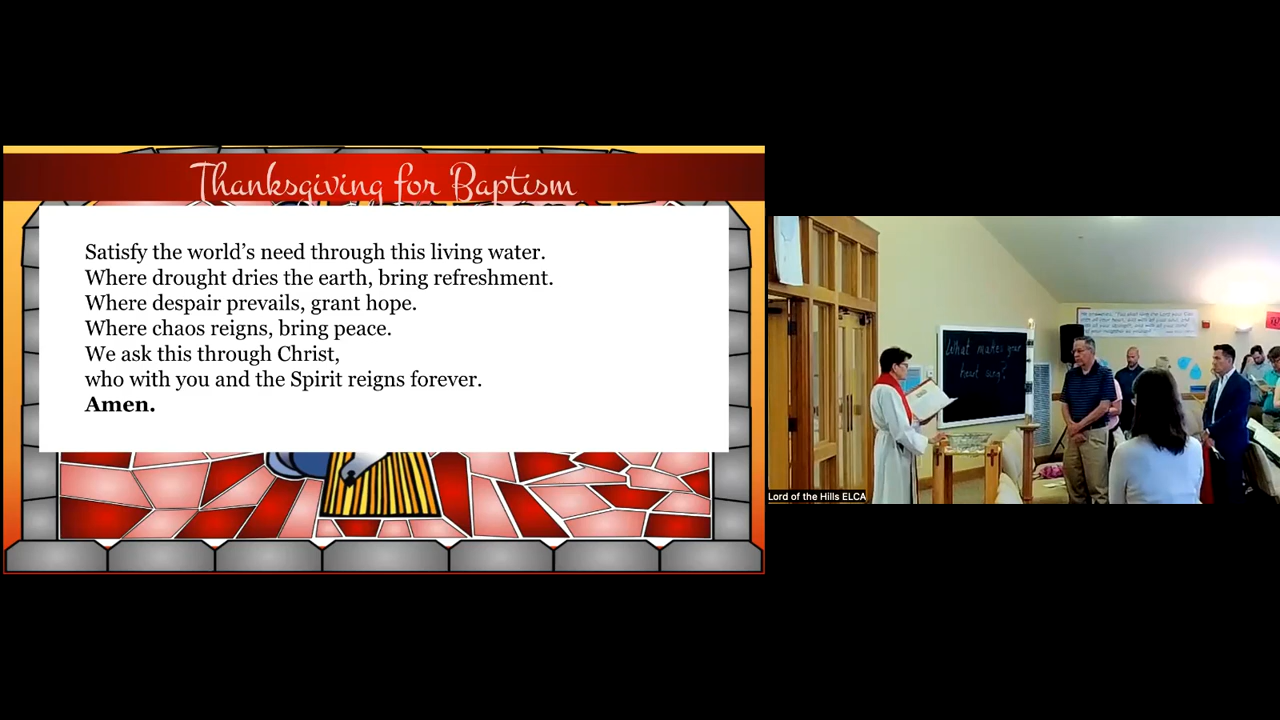 Thanksgiving for Baptism
Satisfy the world’s need through this living water.
Where drought dries the earth, bring refreshment.
Where despair prevails, grant hope.
Where chaos reigns, bring peace.
We ask this through Christ,
who with you and the Spirit reigns forever.
Amen.
What makes your
heart sing?
Lord of the Hills ELCA